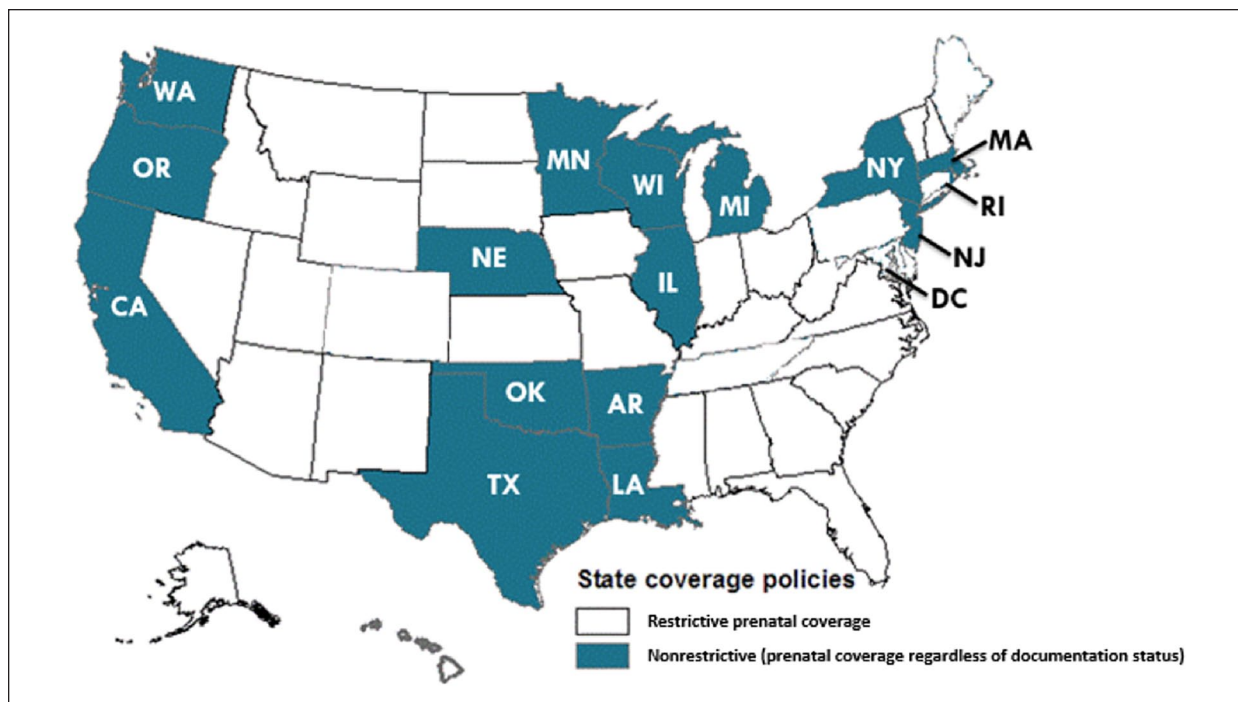 WA
OR
CA
MN
WI
MI
NY
MA
RI
NJ
DC
NE
IL
OK
AR
TX
LA
State coverage policies
Restrictive prenatal coverage
Nonrestrictive (prenatal coverage regardless of documentation status)